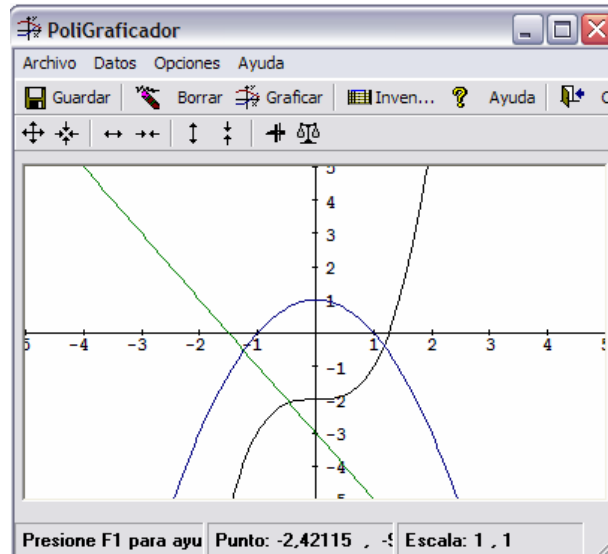 PoliGraficador
Archivo Datos Opciones Ayuda
Guardar Borrar Graficar Inven... ? Ayuda
5
4
3
2
1
-4 -3 -2 -1 1 2 3 4
-1
-2
-3
-4
Presione F1 para ayu Punto: -2,42115 , -9 Escala: 1 , 1